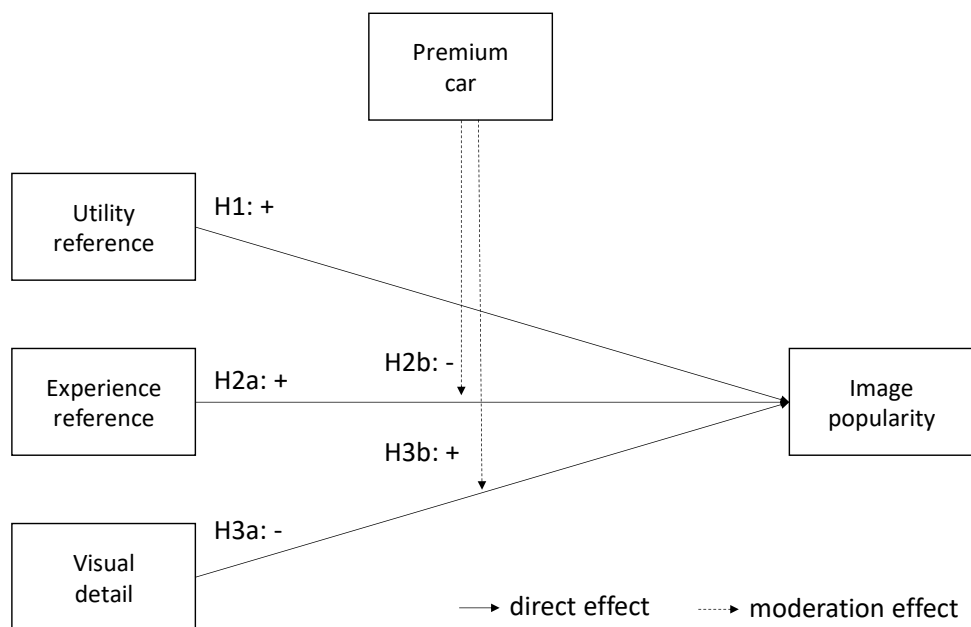 Premium
car
Utility
reference
H1: +
Experience
reference
H2a: +
H2b: -
Image
popularity
H3b: +
H3a: -
Visual
detail
direct effect
moderation effect